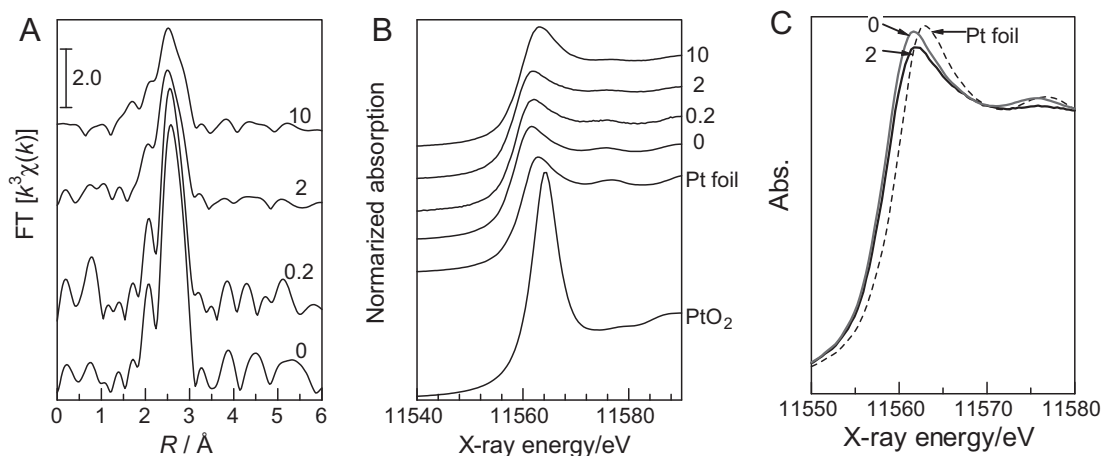 A
2.0
10
2
0.2
0
FT [k³χ(k)]
0 1 2 3 4 5 6
R / Å
B
10
2
0.2
0
Pt foil
PtO₂
Normarized absorption
11540 11560 11580
X-ray energy/eV
C
0
Pt foil
2
Abs.
11550 11560 11570 11580
X-ray energy/eV